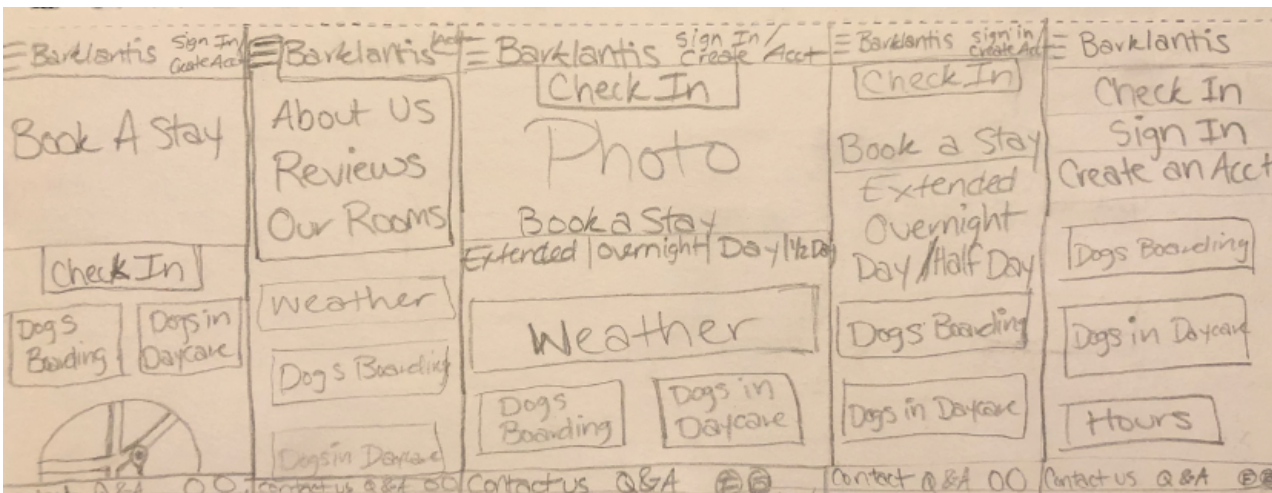 Barklantis Sign In/
Create Acct
Book A Stay
Check In
Dogs
Boarding
Dogs in
Daycare
Q&A
Barklantis Acct
About Us
Reviews
Our Rooms
Weather
Dogs Boarding
Dogs in Daycare
Contact us Q&A
Barklantis Sign In/
Create Acct
Check In
Photo
Book a Stay
Extended | Overnight | Day | 1/2 Day
Weather
Dogs
Boarding
Dogs in
Daycare
Contact us Q&A
Barklantis sign in/
Create Acct
Check In
Book a Stay
Extended
Overnight
Day/Half Day
Dogs Boarding
Dogs in Daycare
Contact Q&A
Barklantis
Check In
Sign In
Create an Acct
Dogs Boarding
Dogs in Daycare
Hours
Contact us Q&A